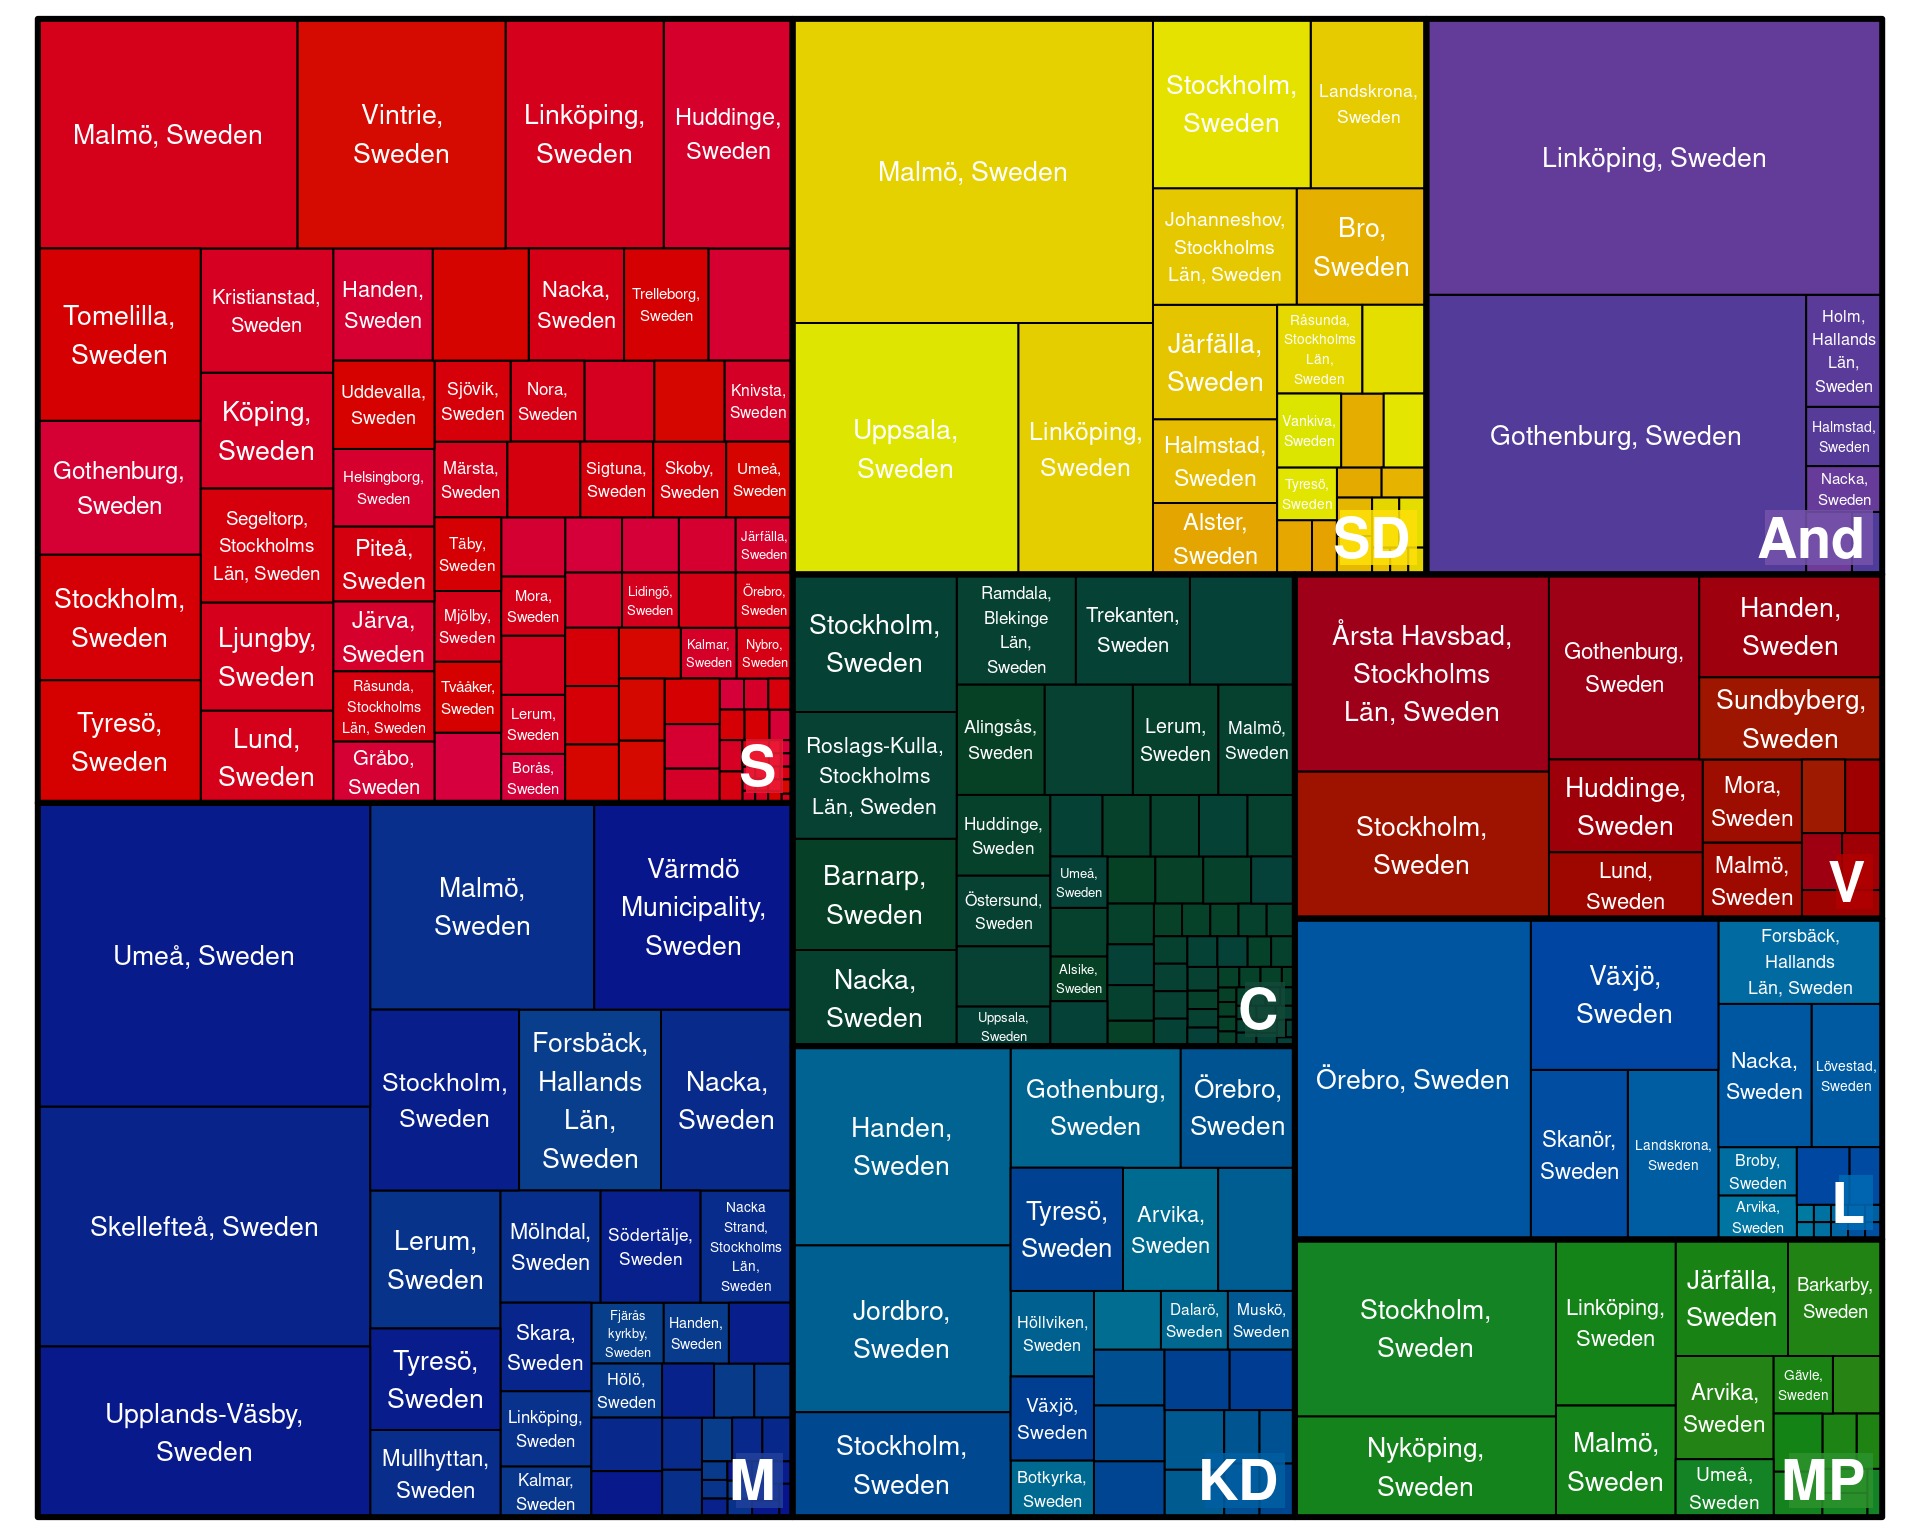 Malmö, Sweden
Vintrie,
Sweden
Linköping,
Sweden
Huddinge,
Sweden
Tomelilla,
Sweden
Gothenburg,
Sweden
Stockholm,
Sweden
Tyresö,
Sweden
Kristianstad,
Sweden
Köping,
Sweden
Segeltorp,
Stockholms
Län, Sweden
Ljungby,
Sweden
Lund,
Sweden
Handen,
Sweden
Nacka,
Sweden
Trelleborg,
Sweden
Uddevalla,
Sweden
Helsingborg,
Sweden
Piteå,
Sweden
Järva,
Sweden
Råsunda,
Stockholms
Län, Sweden
Gråbo,
Sweden
Sjövik,
Sweden
Nora,
Sweden
Knivsta,
Sweden
Märsta,
Sweden
Sigtuna,
Sweden
Skoby,
Sweden
Umeå,
Sweden
Täby,
Sweden
Mjölby,
Sweden
Tvååker,
Sweden
Järfälla,
Sweden
Mora,
Sweden
Lidingö,
Sweden
Örebro,
Sweden
Kalmar,
Sweden
Nybro,
Sweden
Lerum,
Sweden
Borås,
Sweden
S
Malmö, Sweden
Uppsala,
Sweden
Linköping,
Sweden
Stockholm,
Sweden
Landskrona,
Sweden
Johanneshov,
Stockholms
Län, Sweden
Bro,
Sweden
Järfälla,
Sweden
Halmstad,
Sweden
Alster,
Sweden
Råsunda,
Stockholms
Län,
Sweden
Vankiva,
Sweden
Tyresö,
Sweden
SD
Linköping, Sweden
Gothenburg, Sweden
Holm,
Hallands
Län,
Sweden
Halmstad,
Sweden
Nacka,
Sweden
And
Umeå, Sweden
Skellefteå, Sweden
Upplands-Väsby,
Sweden
Malmö,
Sweden
Värmdö
Municipality,
Sweden
Stockholm,
Sweden
Forsbäck,
Hallands
Län,
Sweden
Nacka,
Sweden
Lerum,
Sweden
Tyresö,
Sweden
Mullhyttan,
Sweden
Mölndal,
Sweden
Södertälje,
Sweden
Nacka
Strand,
Stockholms
Län,
Sweden
Skara,
Sweden
Linköping,
Sweden
Kalmar,
Sweden
Fjärås
kyrkby,
Sweden
Handen,
Sweden
Hölö,
Sweden
M
Stockholm,
Sweden
Roslags-Kulla,
Stockholms
Län, Sweden
Barnarp,
Sweden
Nacka,
Sweden
Ramdala,
Blekinge
Län,
Sweden
Trekanten,
Sweden
Alingsås,
Sweden
Lerum,
Sweden
Malmö,
Sweden
Huddinge,
Sweden
Östersund,
Sweden
Uppsala,
Sweden
Umeå,
Sweden
Alsike,
Sweden
C
Handen,
Sweden
Jordbro,
Sweden
Stockholm,
Sweden
Gothenburg,
Sweden
Örebro,
Sweden
Tyresö,
Sweden
Arvika,
Sweden
Höllviken,
Sweden
Växjö,
Sweden
Botkyrka,
Sweden
Dalarö,
Sweden
Muskö,
Sweden
KD
Årsta Havsbad,
Stockholms
Län, Sweden
Stockholm,
Sweden
Gothenburg,
Sweden
Handen,
Sweden
Sundbyberg,
Sweden
Huddinge,
Sweden
Lund,
Sweden
Mora,
Sweden
Malmö,
Sweden
V
Örebro, Sweden
Växjö,
Sweden
Skanör,
Sweden
Landskrona,
Sweden
Forsbäck,
Hallands
Län, Sweden
Nacka,
Sweden
Lövestad,
Sweden
Broby,
Sweden
Arvika,
Sweden
L
Stockholm,
Sweden
Nyköping,
Sweden
Linköping,
Sweden
Malmö,
Sweden
Järfälla,
Sweden
Barkarby,
Sweden
Arvika,
Sweden
Umeå,
Sweden
Gävle,
Sweden
MP